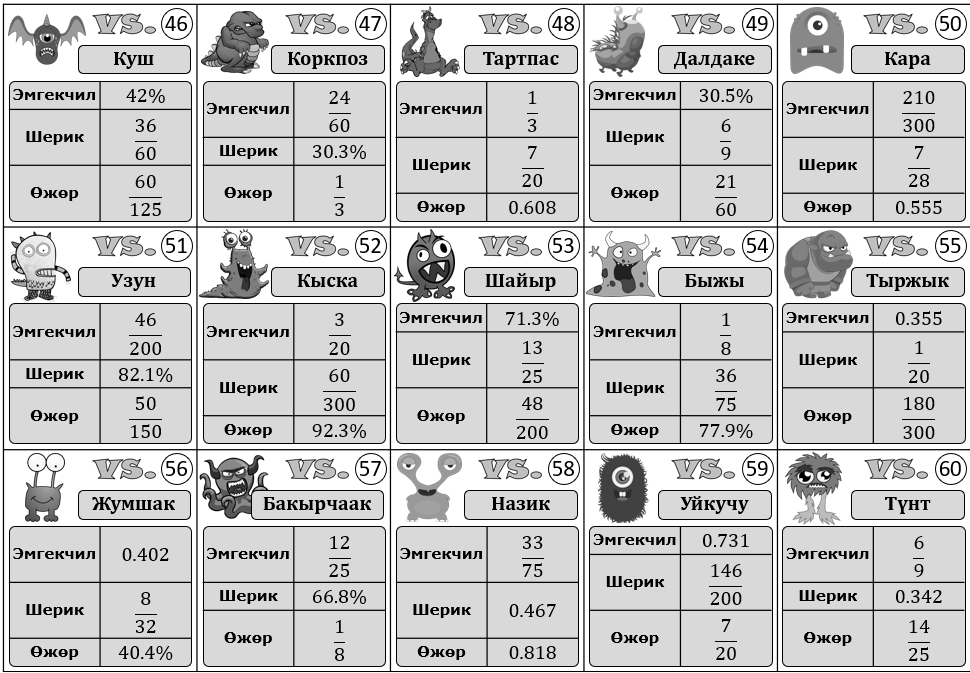 VS. 46
Куш
Эмгекчил 42%
Шерик 36/60
Өжөр 60/125
VS. 47
Коркпоз
Эмгекчил 24/60
Шерик 30.3%
Өжөр 1/3
VS. 48
Тартпас
Эмгекчил 1/3
Шерик 7/20
Өжөр 0.608
VS. 49
Далдаке
Эмгекчил 30.5%
Шерик 6/9
Өжөр 21/60
VS. 50
Кара
Эмгекчил 210/300
Шерик 7/28
Өжөр 0.555
VS. 51
Узун
Эмгекчил 46/200
Шерик 82.1%
Өжөр 50/150
VS. 52
Кыска
Эмгекчил 3/20
Шерик 60/300
Өжөр 92.3%
VS. 53
Шайыр
Эмгекчил 71.3%
Шерик 13/25
Өжөр 48/200
VS. 54
Быжы
Эмгекчил 1/8
Шерик 36/75
Өжөр 77.9%
VS. 55
Тыржык
Эмгекчил 0.355
Шерик 1/20
Өжөр 180/300
VS. 56
Жумшак
Эмгекчил 0.402
Шерик 8/32
Өжөр 40.4%
VS. 57
Бакырчаак
Эмгекчил 12/25
Шерик 66.8%
Өжөр 1/8
VS. 58
Назик
Эмгекчил 33/75
Шерик 0.467
Өжөр 0.818
VS. 59
Уйкучу
Эмгекчил 0.731
Шерик 146/200
Өжөр 7/20
VS. 60
Түнт
Эмгекчил 6/9
Шерик 0.342
Өжөр 14/25